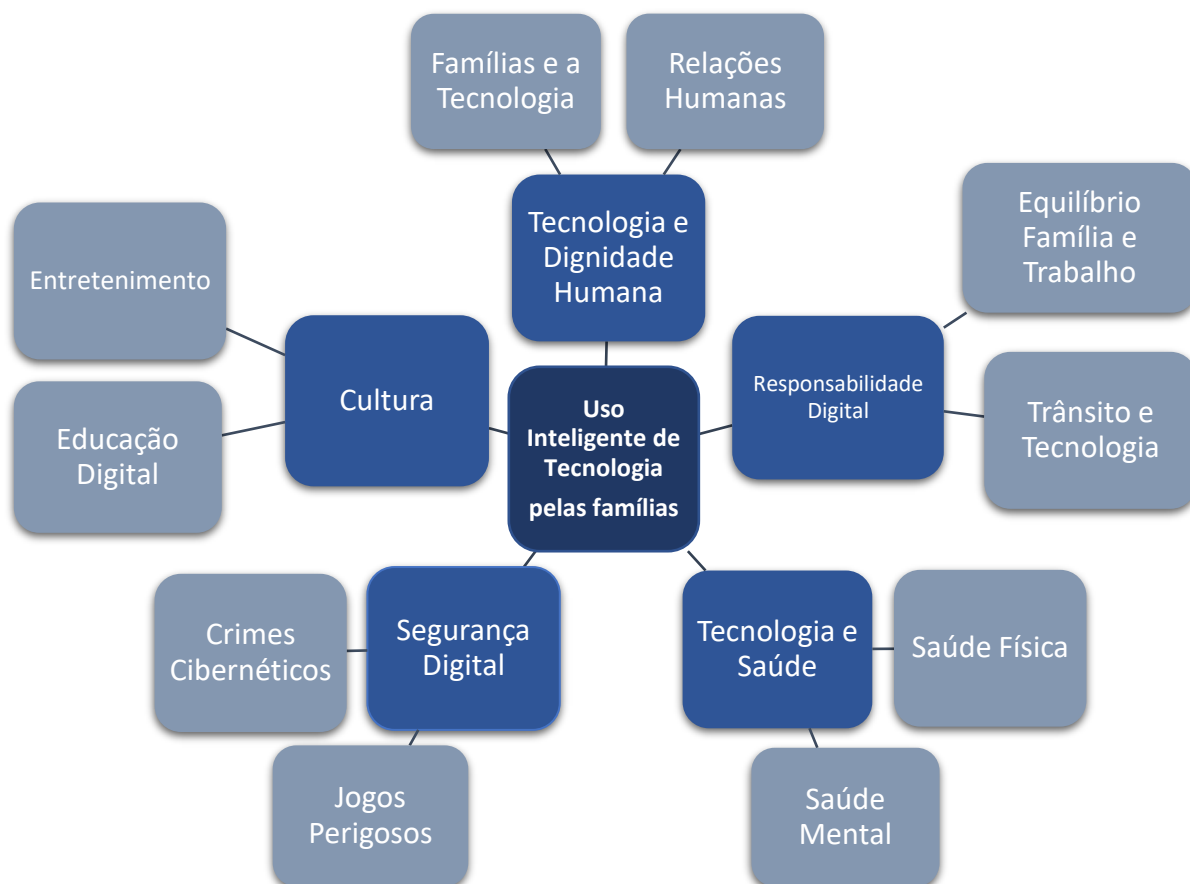 Famílias e a
Tecnologia
Relações
Humanas
Tecnologia e
Dignidade
Humana
Equilíbrio
Família e
Trabalho
Entretenimento
Cultura
Responsabilidade
Digital
Trânsito e
Tecnologia
Educação
Digital
Uso
Inteligente de
Tecnologia
pelas famílias
Crimes
Cibernéticos
Segurança
Digital
Tecnologia e
Saúde
Saúde Física
Jogos
Perigosos
Saúde
Mental